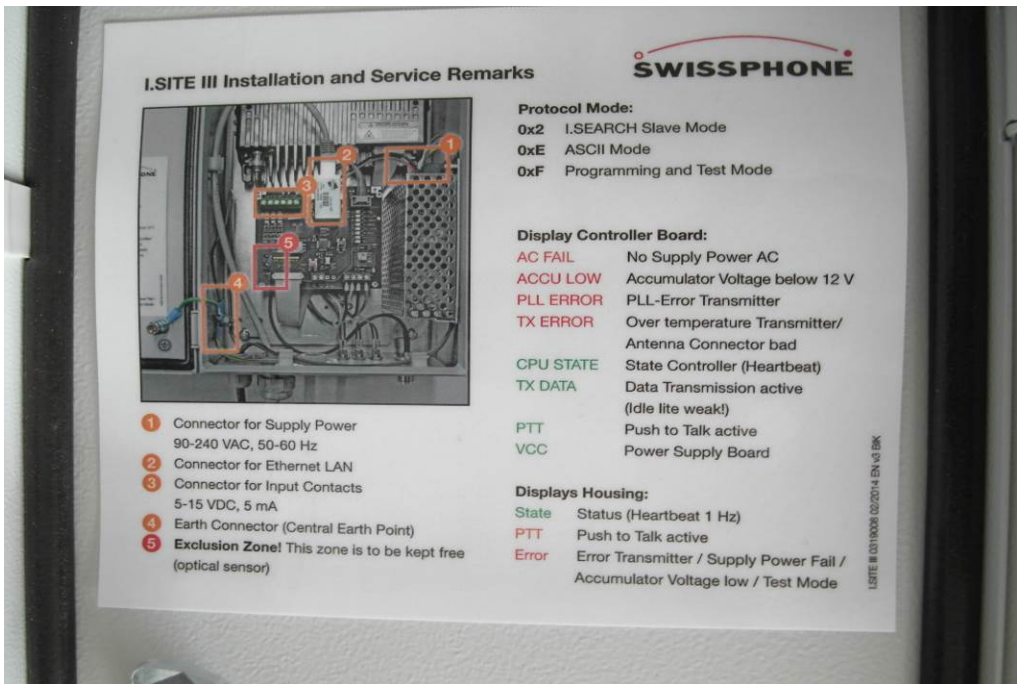 I.SITE III Installation and Service Remarks
1
2
3
5
4
1 Connector for Supply Power
90-240 VAC, 50-60 Hz
2 Connector for Ethernet LAN
3 Connector for Input Contacts
5-15 VDC, 5 mA
4 Earth Connector (Central Earth Point)
5 Exclusion Zone! This zone is to be kept free
(optical sensor)
SWISSPHONE
Protocol Mode:
0x2 I.SEARCH Slave Mode
0xE ASCII Mode
0xF Programming and Test Mode
Display Controller Board:
AC FAIL No Supply Power AC
ACCU LOW Accumulator Voltage below 12 V
PLL ERROR PLL-Error Transmitter
TX ERROR Over temperature Transmitter/
Antenna Connector bad
CPU STATE State Controller (Heartbeat)
TX DATA Data Transmission active
(Idle lite weak!)
PTT Push to Talk active
VCC Power Supply Board
Displays Housing:
State Status (Heartbeat 1 Hz)
PTT Push to Talk active
Error Error Transmitter / Supply Power Fail /
Accumulator Voltage low / Test Mode
I.SITE III 0319008 02/2014 EN v3 BIK